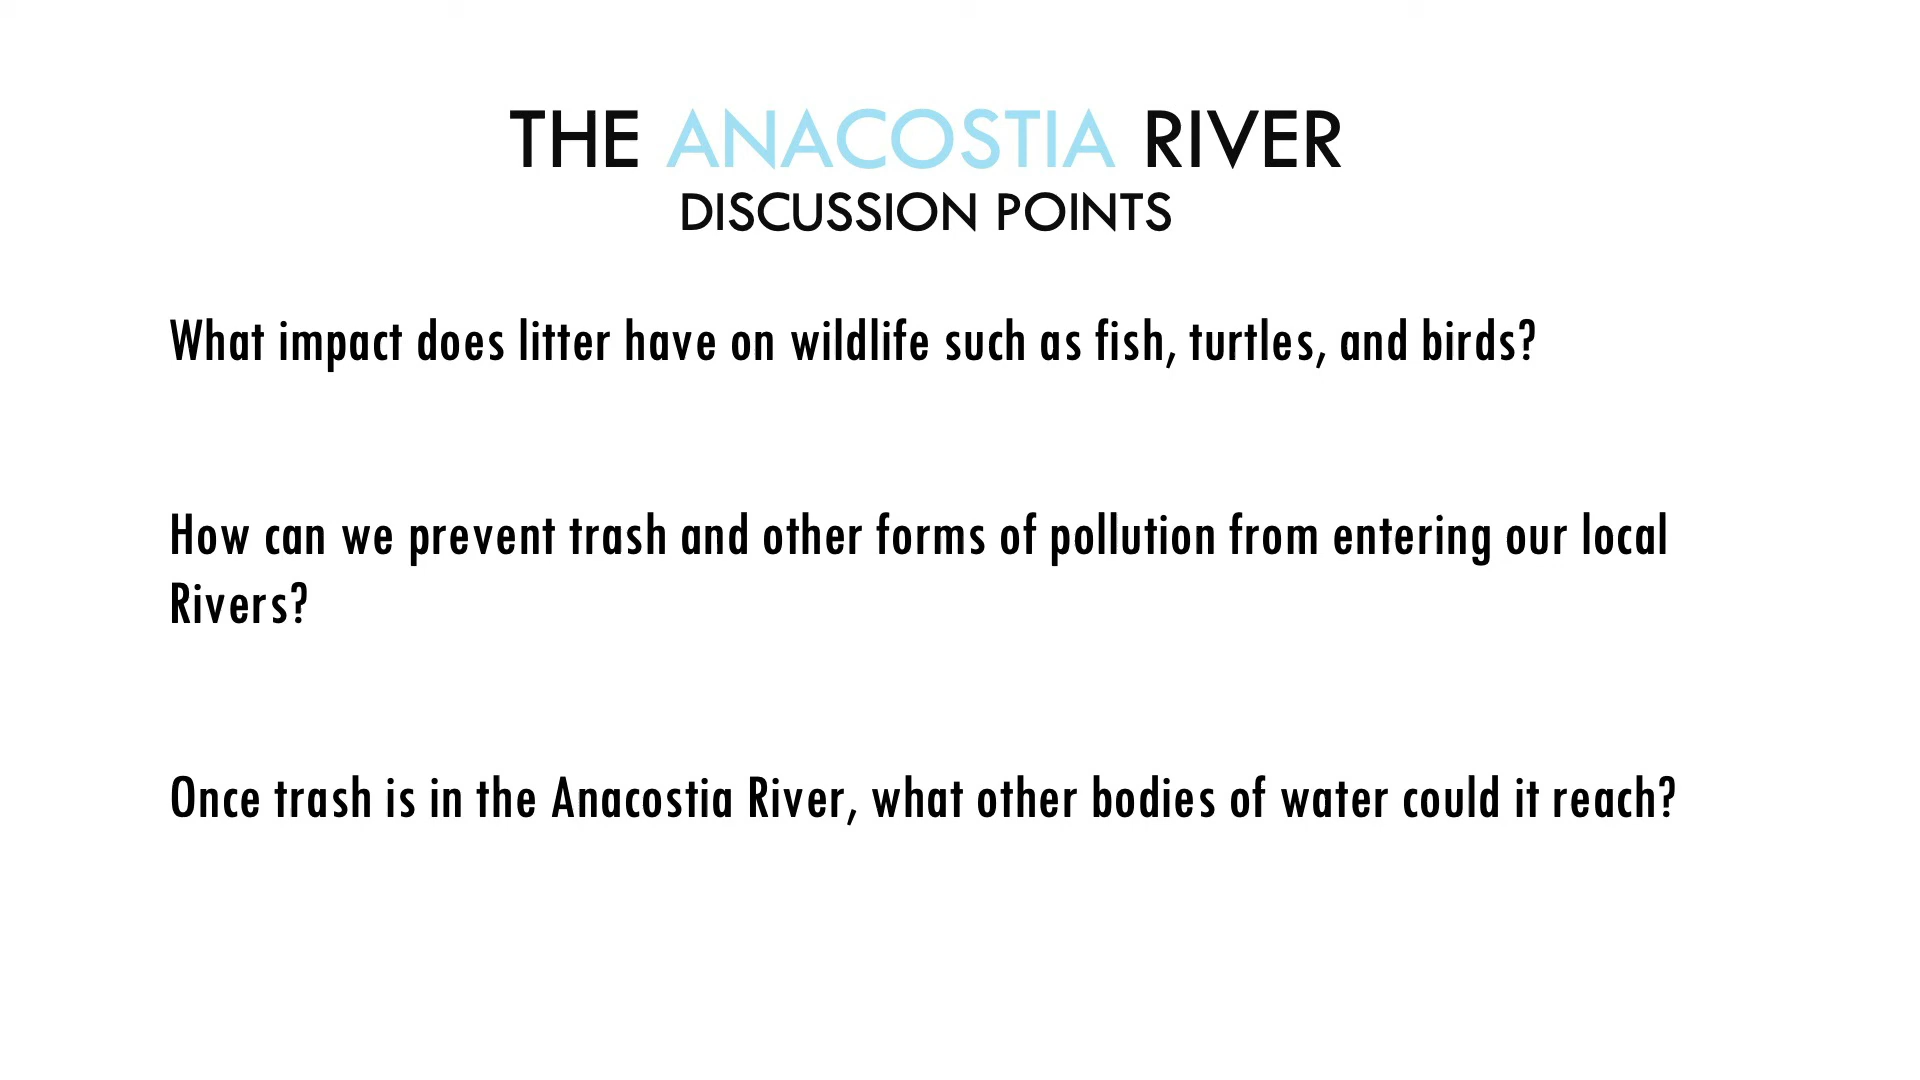 THE ANACOSTIA RIVER
DISCUSSION POINTS
What impact does litter have on wildlife such as fish, turtles, and birds?
How can we prevent trash and other forms of pollution from entering our local
Rivers?
Once trash is in the Anacostia River, what other bodies of water could it reach?